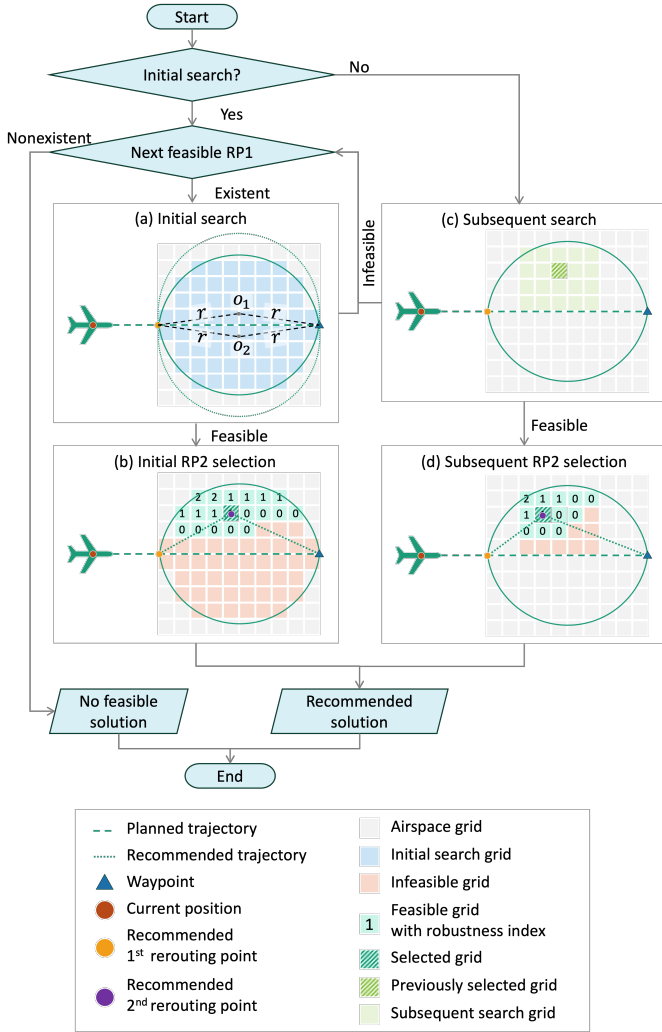 Start
Initial search?
No
Yes
Nonexistent
Next feasible RP1
Existent
Infeasible
(a) Initial search
o1
r r
r r
o2
(c) Subsequent search
Feasible
Feasible
(b) Initial RP2 selection
2 2 1 1 1 1
1 1 1 1 0 0 0 0
0 0 0 0 0
(d) Subsequent RP2 selection
2 1 1 0 0
1 0 0
0 0 0
No feasible
solution
Recommended
solution
End
Planned trajectory
Recommended trajectory
Waypoint
Current position
Recommended
1st rerouting point
Recommended
2nd rerouting point
Airspace grid
Initial search grid
Infeasible grid
1
Feasible grid
with robustness index
Selected grid
Previously selected grid
Subsequent search grid